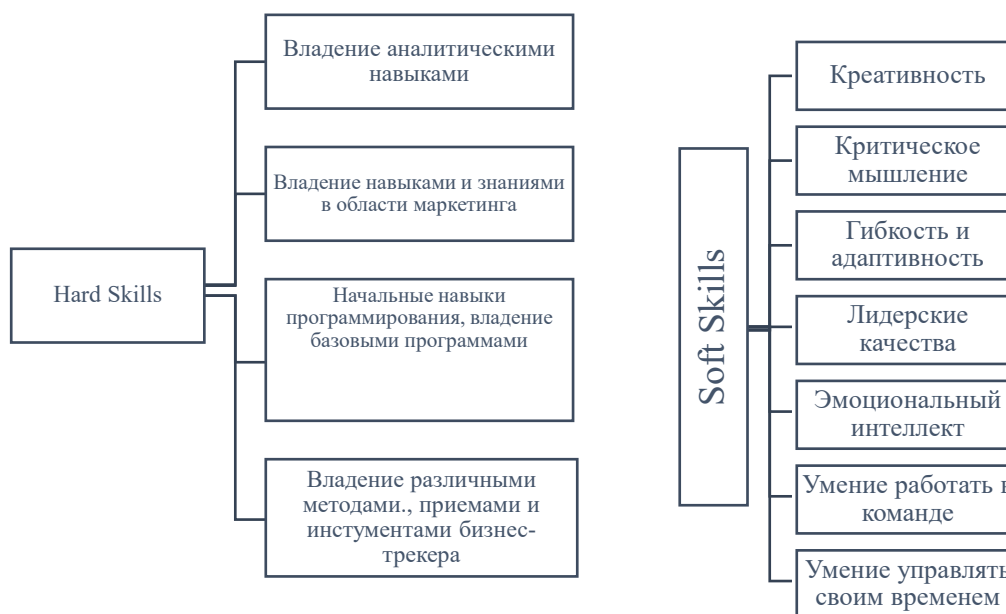 Hard Skills
Владение аналитическими
навыками
Владение навыками и знаниями
в области маркетинга
Начальные навыки
программирования, владение
базовыми программами
Владение различными
методами., приемами и
инстументами бизнес-
трекера
Soft Skills
Креативность
Критическое
мышление
Гибкость и
адаптивность
Лидерские
качества
Эмоциональный
интеллект
Умение работать в
команде
Умение управлять
своим временем